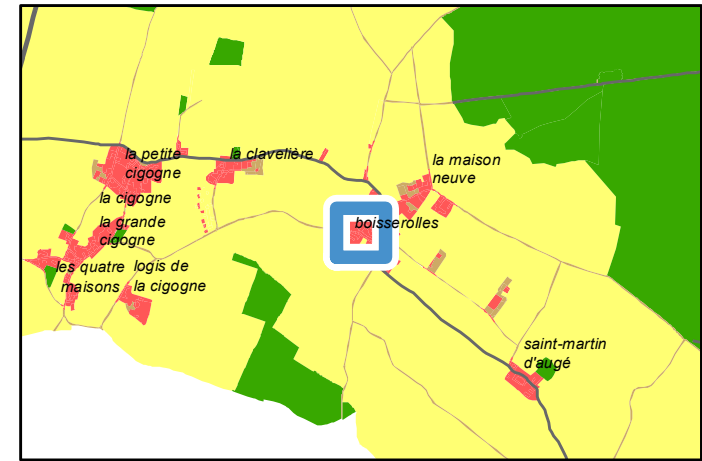 la petite
cigogne
la clavelière
la maison
neuve
la cigogne
la grande
cigogne
boisserolles
les quatre
maisons
logis de
la cigogne
saint-martin
d'augé